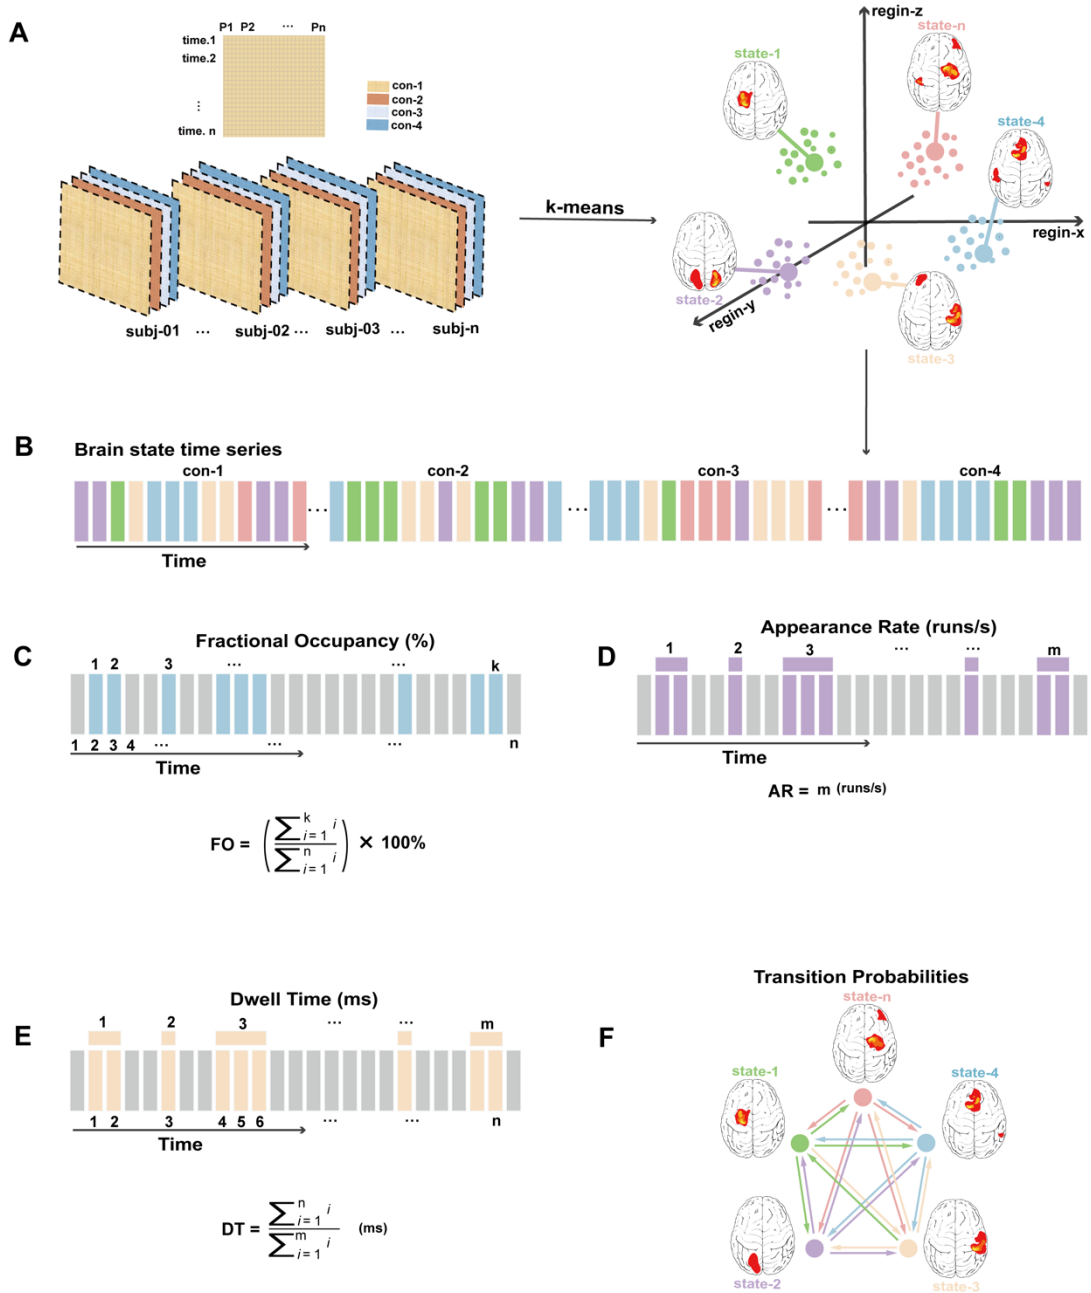 A
P1 P2 ... Pn
time.1
time.2
⋮
time. n
con-1
con-2
con-3
con-4
subj-01 ... subj-02 ... subj-03 ... subj-n
k-means
regin-z
regin-x
regin-y
state-1
state-n
state-4
state-2
state-3
B
Brain state time series
con-1 con-2 con-3 con-4
... ... ...
Time
C
Fractional Occupancy (%)
1 2 3 ... ... k
1 2 3 4 ... ... ... n
Time
FO = ( ∑ k i = 1 i / ∑ n i = 1 i ) × 100%
D
Appearance Rate (runs/s)
1 2 3 ... ... m
Time
AR = m (runs/s)
E
Dwell Time (ms)
1 2 3 ... ... m
1 2 3 4 5 6 ... ... n
Time
DT = ∑ n i = 1 i / ∑ m i = 1 i (ms)
F
Transition Probabilities
state-n
state-1
state-4
state-2
state-3